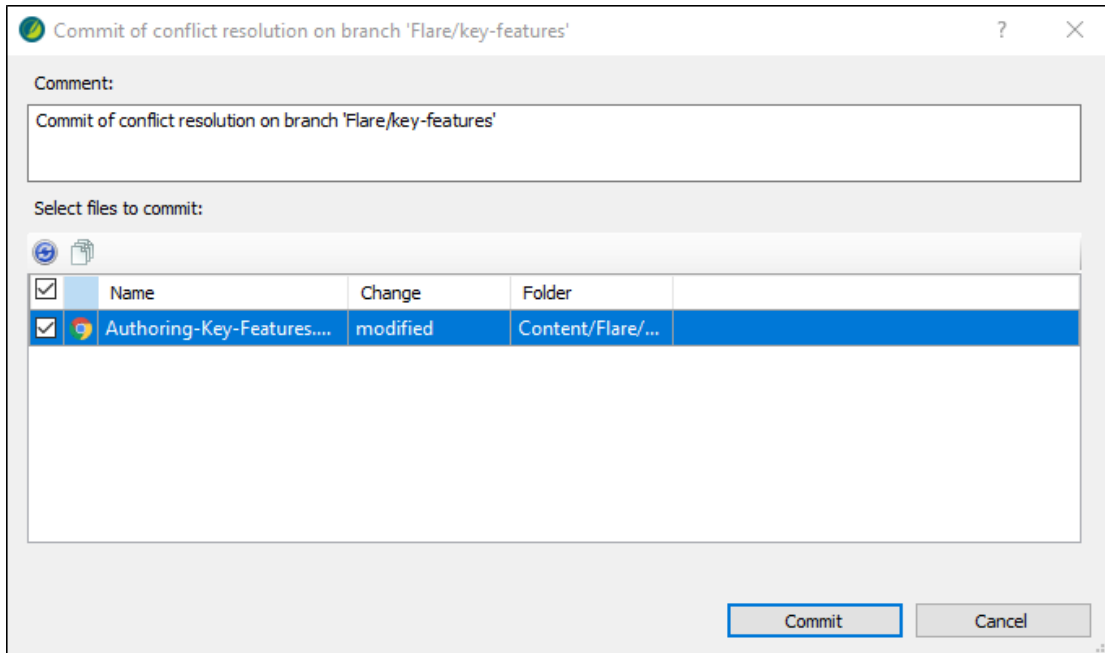 Commit of conflict resolution on branch 'Flare/key-features'
?
Comment:
Commit of conflict resolution on branch 'Flare/key-features'
Select files to commit:
Name Change Folder
Authoring-Key-Features.... modified Content/Flare/...
Commit Cancel